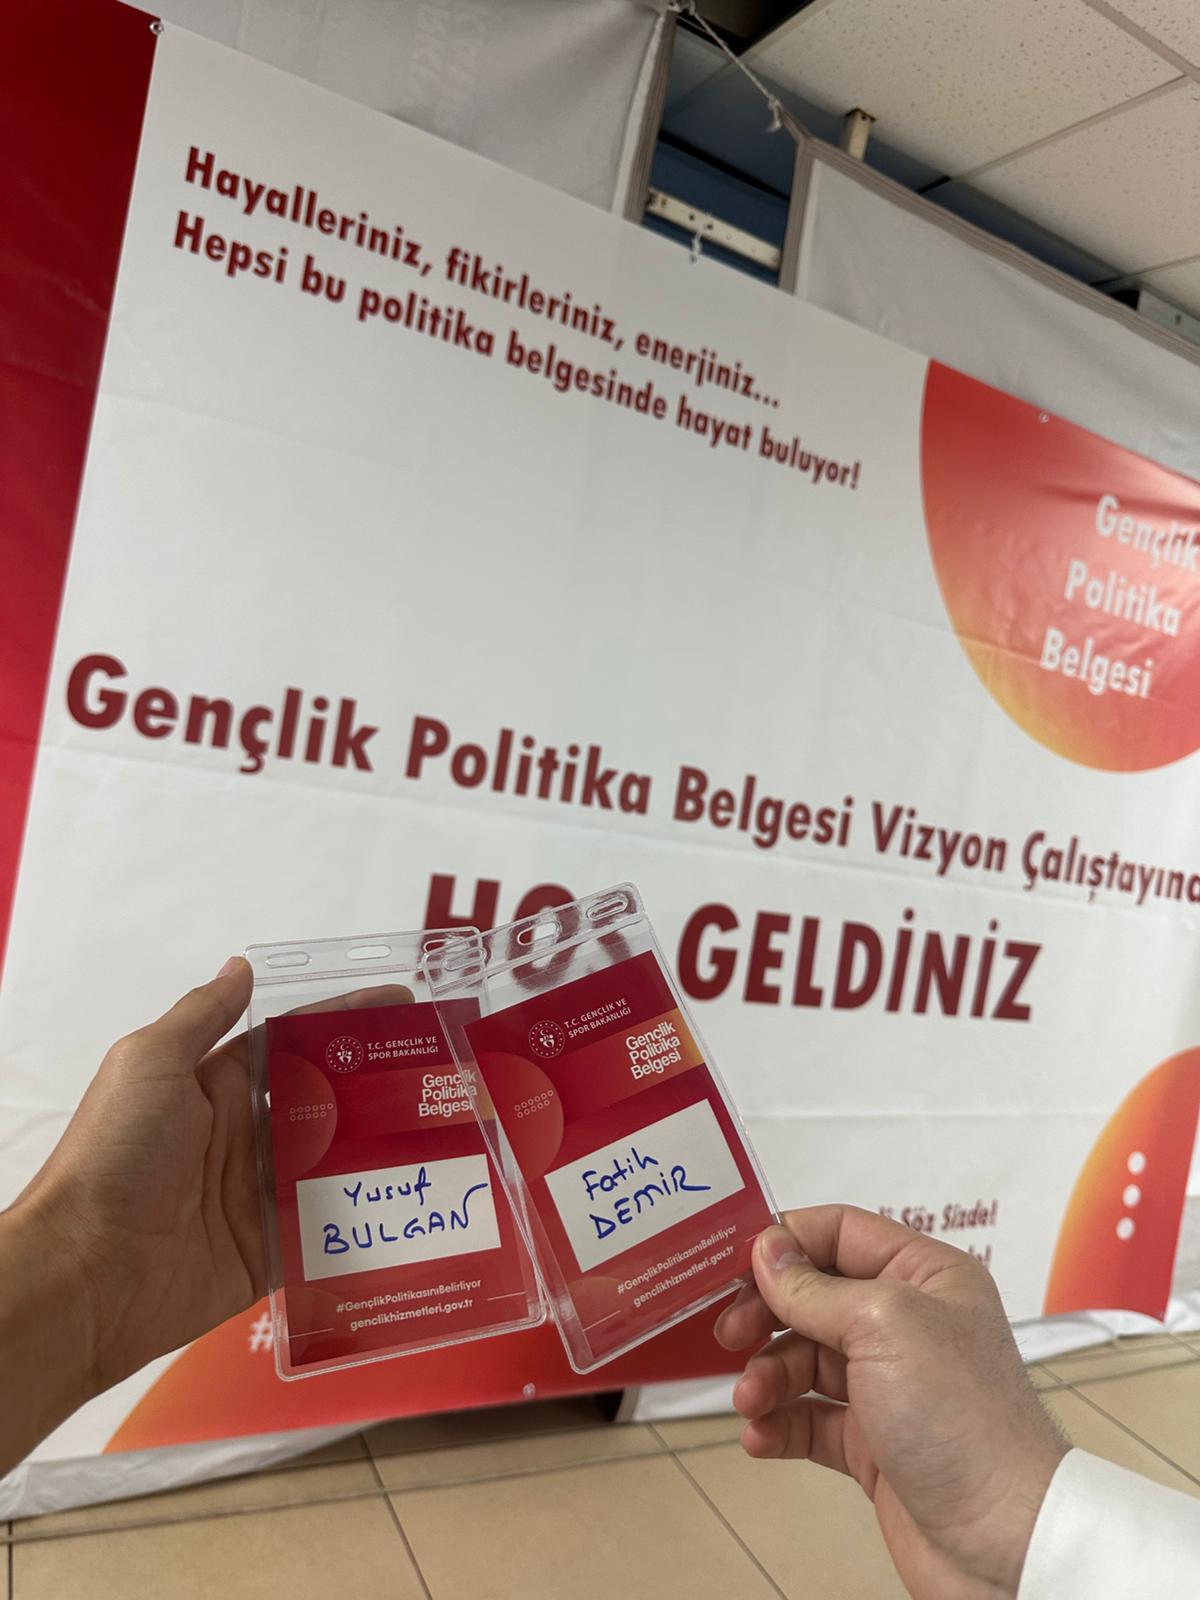 Hayalleriniz, fikirleriniz, enerjiniz...
Hepsi bu politika belgesinde hayat buluyor!
Gençlik
Politika
Belgesi
Gençlik Politika Belgesi Vizyon Çalıştayına
GELDİNİZ
Söz Sizde!
T.C. GENÇLİK VE
SPOR BAKANLIĞI
Gençlik
Politika
Belgesi
Yusuf
BULGAN
#GençlikPolitikasınıBelirliyor
genclikhizmetleri.gov.tr
T.C. GENÇLİK VE
SPOR BAKANLIĞI
Gençlik
Politika
Belgesi
Fatih
DEMİR
#GençlikPolitikasınıBelirliyor
genclikhizmetleri.gov.tr
#